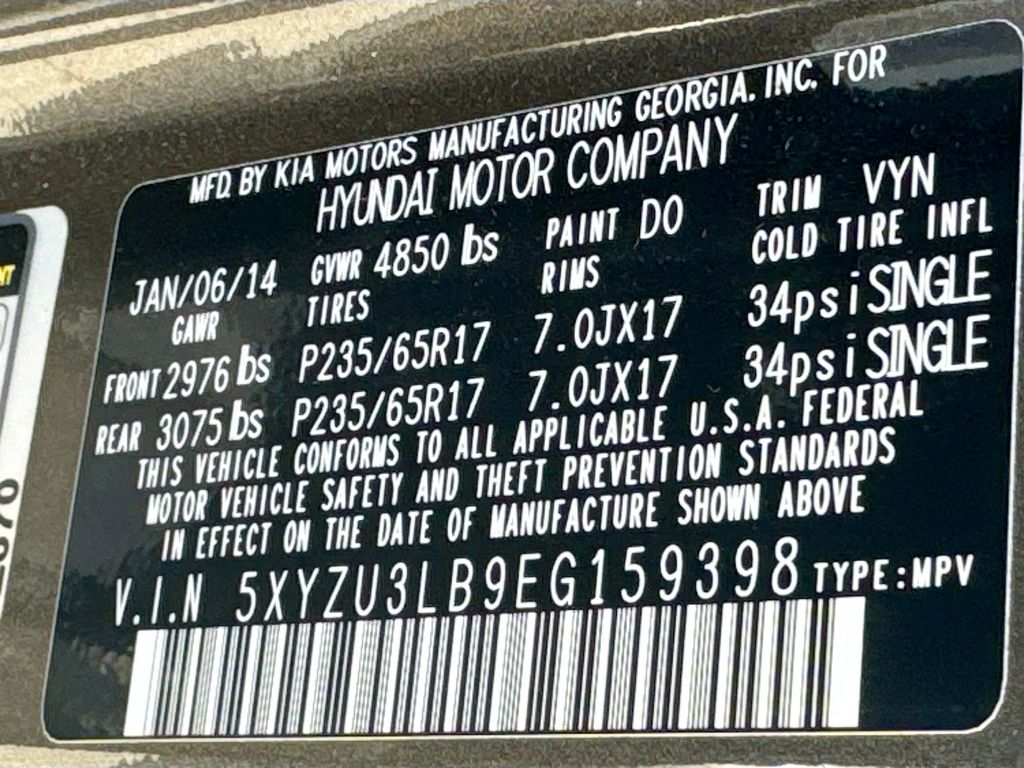 MFD. BY KIA MOTORS MANUFACTURING GEORGIA. INC. FOR
HYUNDAI MOTOR COMPANY
JAN/06/14 GVWR 4850 lbs PAINT DO TRIM VYN
GAWR TIRES RIMS COLD TIRE INFL
FRONT 2976 lbs P235/65R17 7.0JX17 34psi SINGLE
REAR 3075 lbs P235/65R17 7.0JX17 34psi SINGLE
THIS VEHICLE CONFORMS TO ALL APPLICABLE U.S.A. FEDERAL
MOTOR VEHICLE SAFETY AND THEFT PREVENTION STANDARDS
IN EFFECT ON THE DATE OF MANUFACTURE SHOWN ABOVE
V.I.N 5XYZU3LB9EG159398 TYPE:MPV